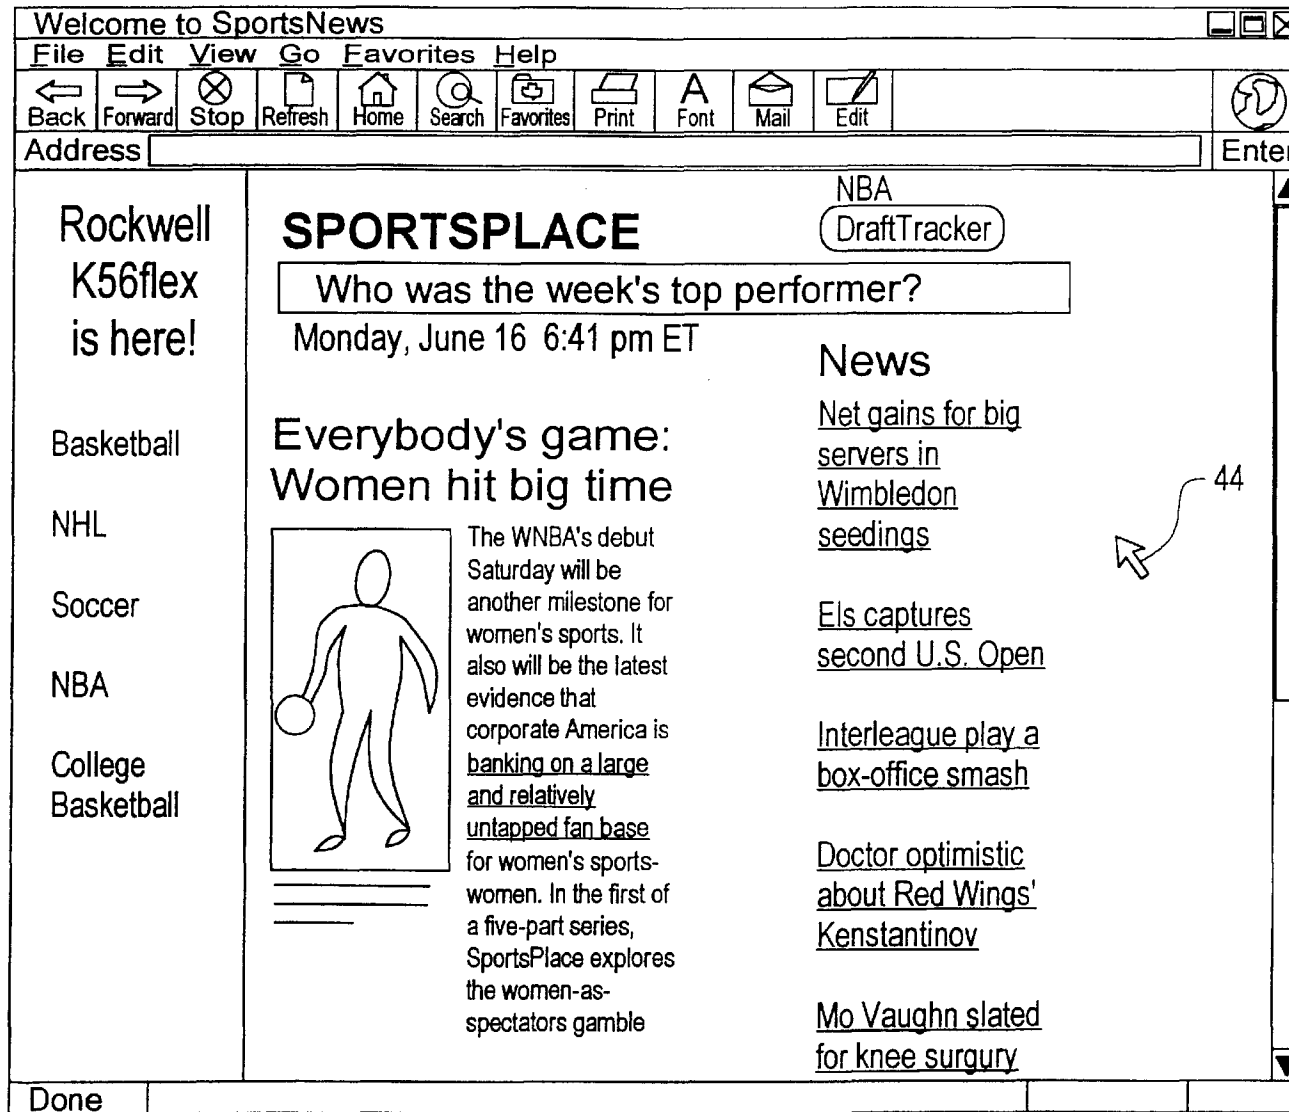 Welcome to SportsNews
File Edit View Go Favorites Help
Back Forward Stop Refresh Home Search Favorites Print Font Mail Edit
Address Enter
Rockwell
K56flex
is here!
Basketball
NHL
Soccer
NBA
College
Basketball
SPORTSPLACE
NBA
DraftTracker
Who was the week's top performer?
Monday, June 16 6:41 pm ET
Everybody's game:
Women hit big time
The WNBA's debut
Saturday will be
another milestone for
women's sports. It
also will be the latest
evidence that
corporate America is
banking on a large
and relatively
untapped fan base
for women's sports-
women. In the first of
a five-part series,
SportsPlace explores
the women-as-
spectators gamble
News
Net gains for big
servers in
Wimbledon
seedings
Els captures
second U.S. Open
Interleague play a
box-office smash
Doctor optimistic
about Red Wings'
Kenstantinov
Mo Vaughn slated
for knee surgury
44
Done